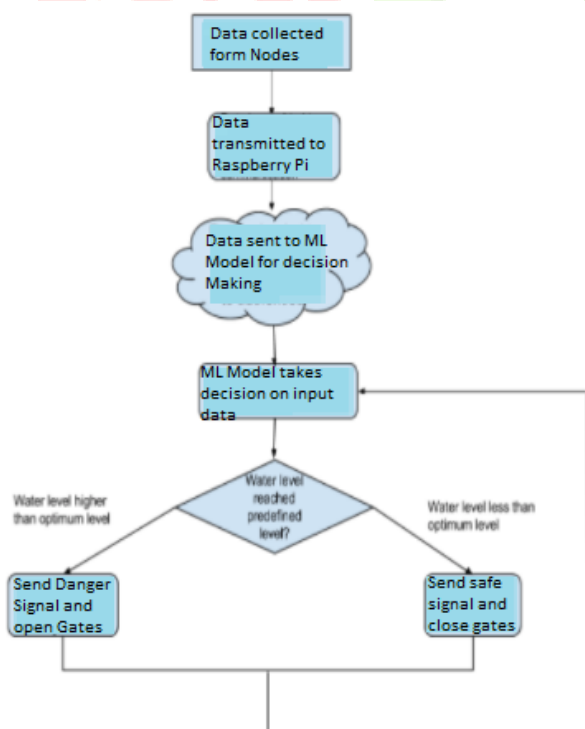 Data collected
form Nodes
Data
transmitted to
Raspberry Pi
Data sent to ML
Model for decision
Making
ML Model takes
decision on input
data
Water level
reached
predefined
level?
Water level higher
than optimum level
Water level less than
optimum level
Send Danger
Signal and
open Gates
Send safe
signal and
close gates